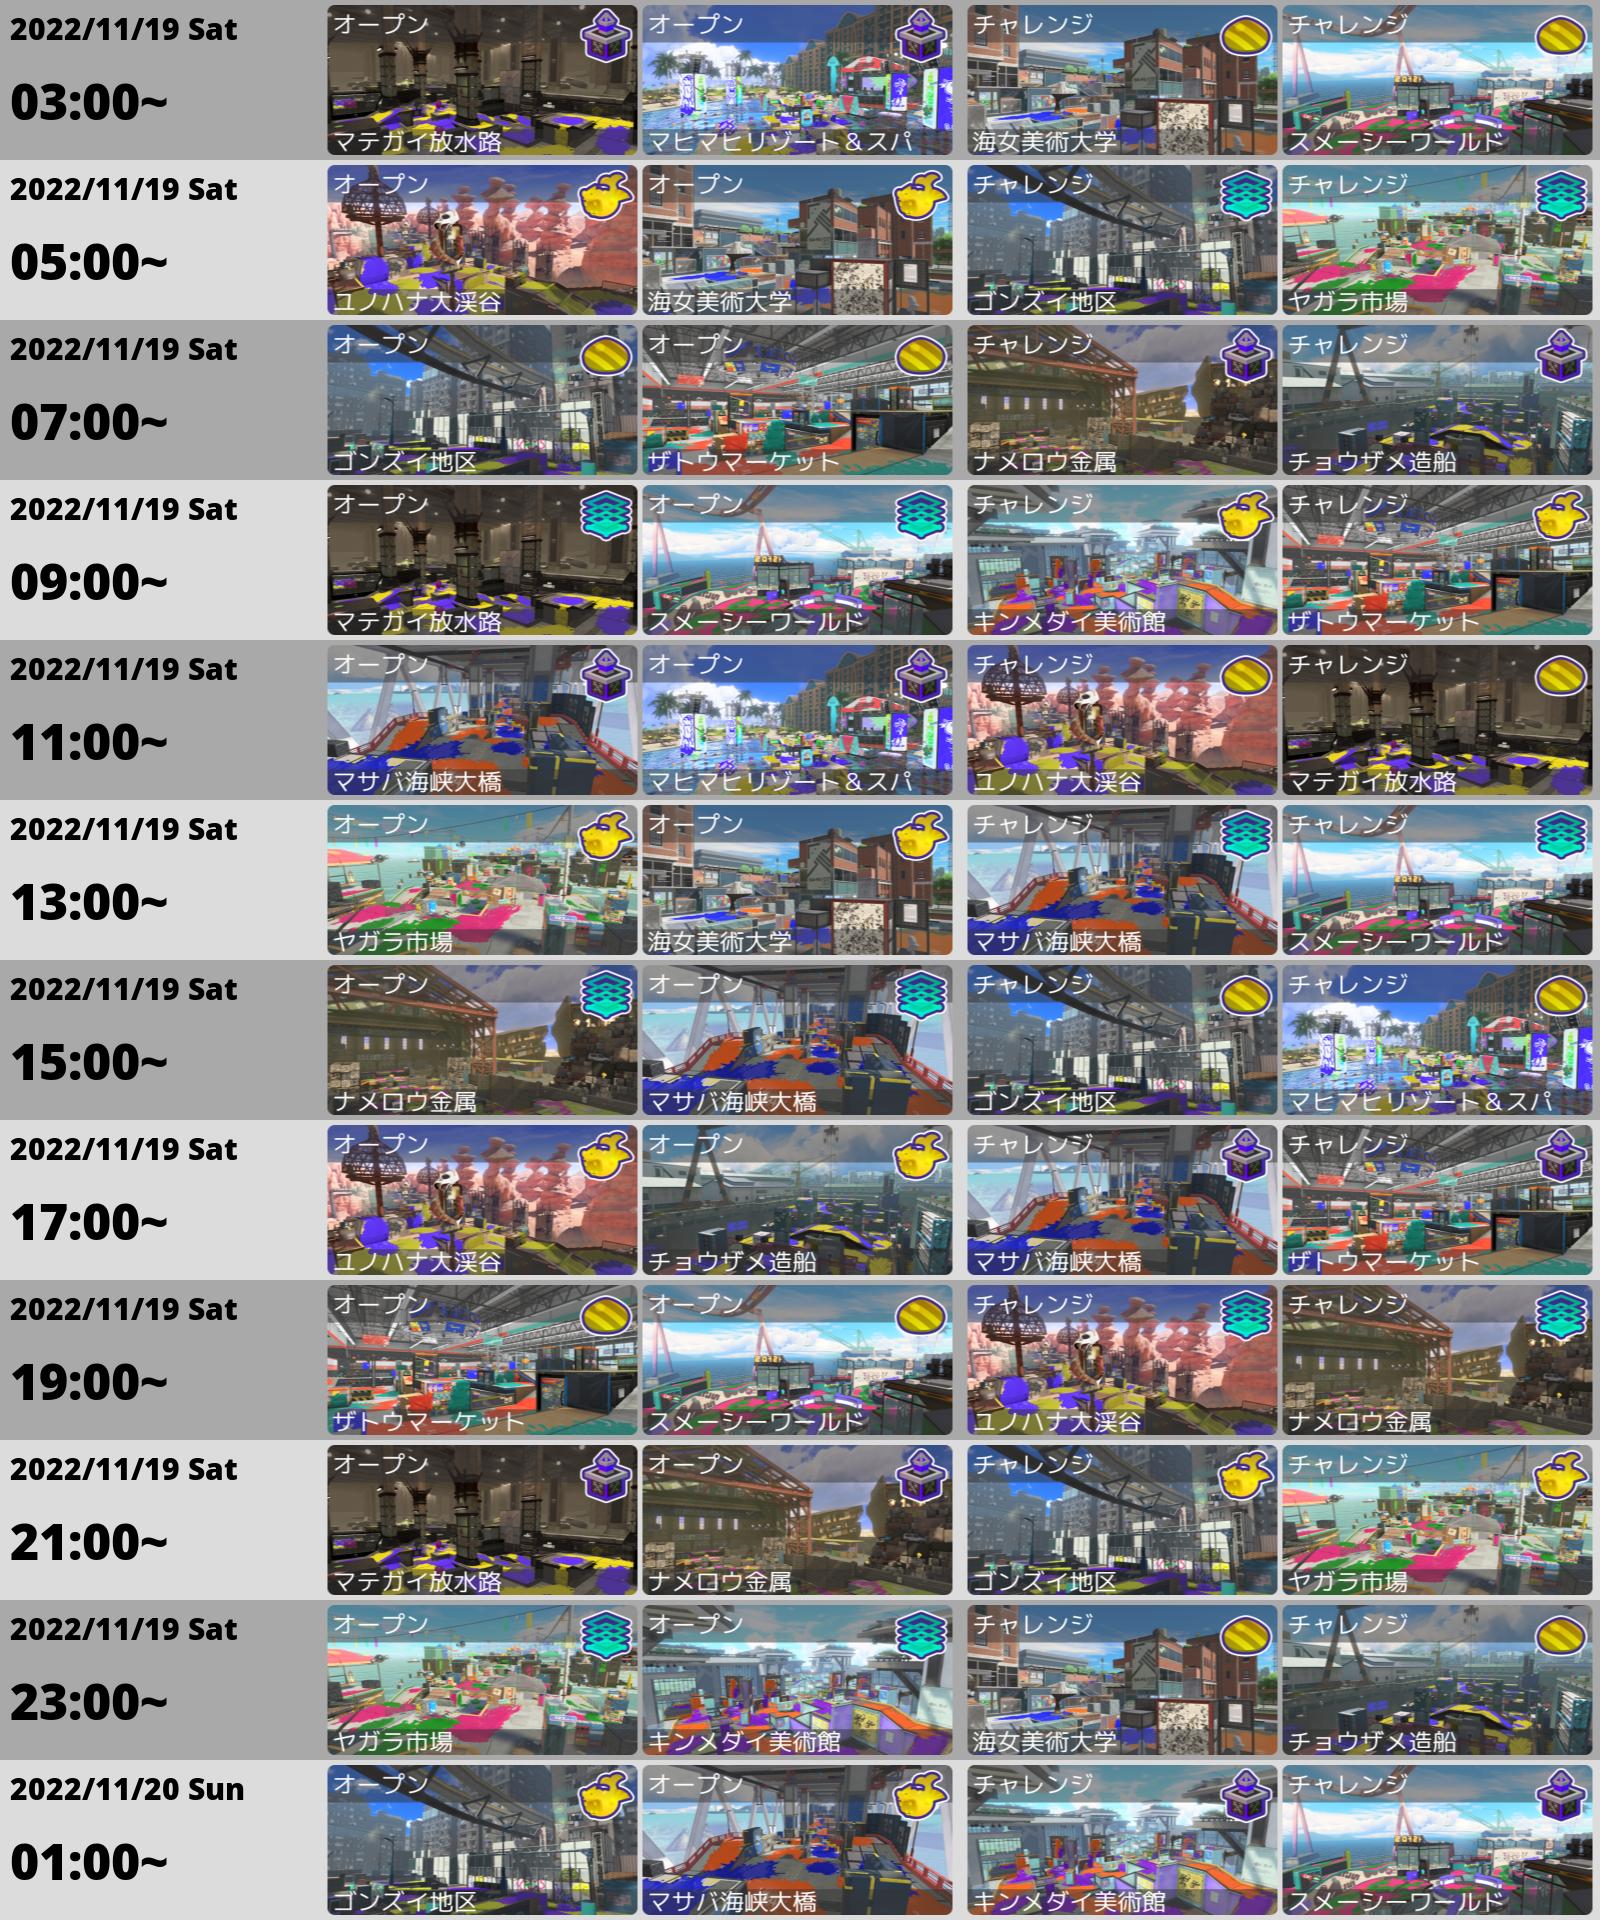 2022/11/19 Sat
03:00~
オープン
マテガイ放水路
オープン
マヒマヒリゾート＆スパ
チャレンジ
海女美術大学
チャレンジ
スメーシーワールド
2022/11/19 Sat
05:00~
オープン
ユノハナ大渓谷
オープン
海女美術大学
チャレンジ
ゴンズイ地区
チャレンジ
ヤガラ市場
2022/11/19 Sat
07:00~
オープン
ゴンズイ地区
オープン
ザトウマーケット
チャレンジ
ナメロウ金属
チャレンジ
チョウザメ造船
2022/11/19 Sat
09:00~
オープン
マテガイ放水路
オープン
スメーシーワールド
チャレンジ
キンメダイ美術館
チャレンジ
ザトウマーケット
2022/11/19 Sat
11:00~
オープン
マサバ海峡大橋
オープン
マヒマヒリゾート＆スパ
チャレンジ
ユノハナ大渓谷
チャレンジ
マテガイ放水路
2022/11/19 Sat
13:00~
オープン
ヤガラ市場
オープン
海女美術大学
チャレンジ
マサバ海峡大橋
チャレンジ
スメーシーワールド
2022/11/19 Sat
15:00~
オープン
ナメロウ金属
オープン
マサバ海峡大橋
チャレンジ
ゴンズイ地区
チャレンジ
マヒマヒリゾート＆スパ
2022/11/19 Sat
17:00~
オープン
ユノハナ大渓谷
オープン
チョウザメ造船
チャレンジ
マサバ海峡大橋
チャレンジ
ザトウマーケット
2022/11/19 Sat
19:00~
オープン
ザトウマーケット
オープン
スメーシーワールド
チャレンジ
ユノハナ大渓谷
チャレンジ
ナメロウ金属
2022/11/19 Sat
21:00~
オープン
マテガイ放水路
オープン
ナメロウ金属
チャレンジ
ゴンズイ地区
チャレンジ
ヤガラ市場
2022/11/19 Sat
23:00~
オープン
ヤガラ市場
オープン
キンメダイ美術館
チャレンジ
海女美術大学
チャレンジ
チョウザメ造船
2022/11/20 Sun
01:00~
オープン
ゴンズイ地区
オープン
マサバ海峡大橋
チャレンジ
キンメダイ美術館
チャレンジ
スメーシーワールド